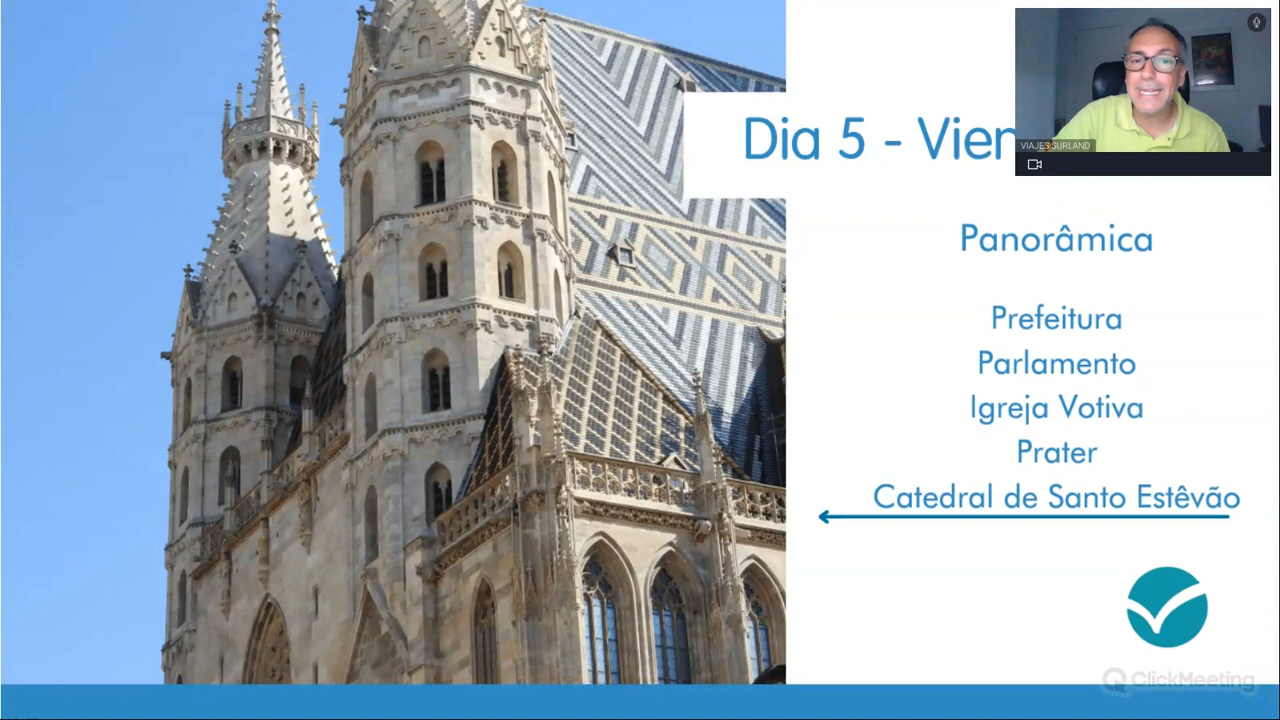 Dia 5 - Vien
VIAJES SURLAND
Panorâmica
Prefeitura
Parlamento
Igreja Votiva
Prater
Catedral de Santo Estêvão
ClickMeeting